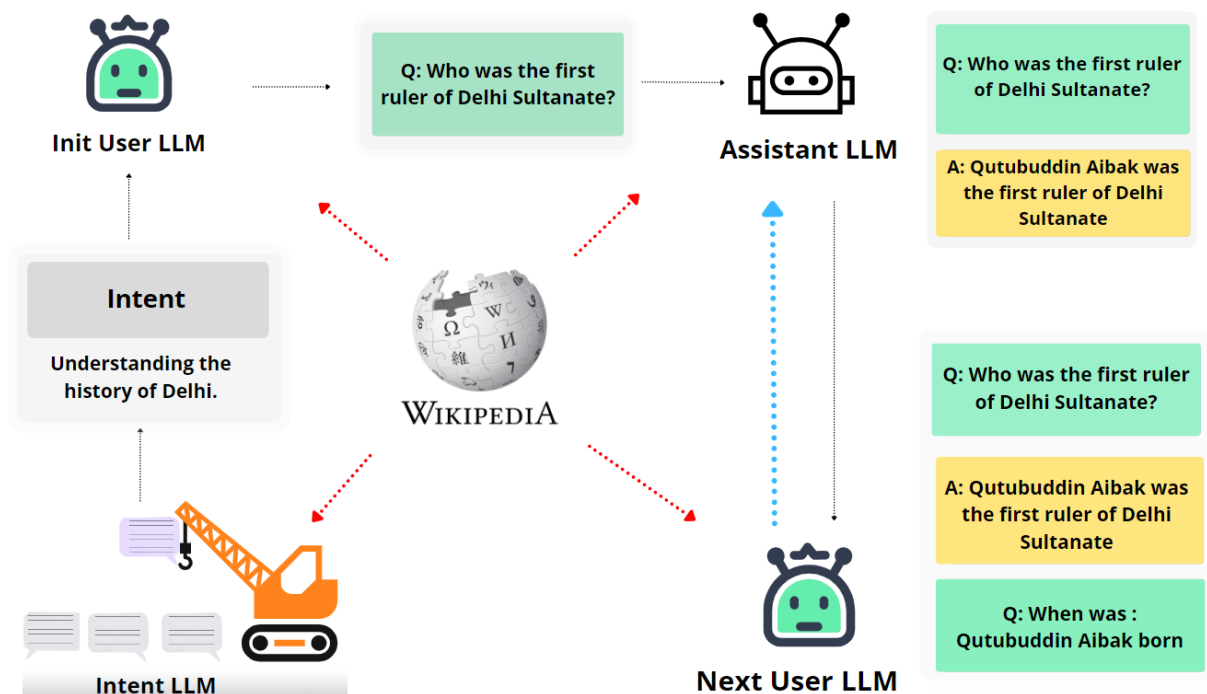 Init User LLM
Q: Who was the first
ruler of Delhi Sultanate?
Assistant LLM
Q: Who was the first ruler
of Delhi Sultanate?
A: Qutubuddin Aibak was
the first ruler of Delhi
Sultanate
Intent
Understanding the
history of Delhi.
Ω
W
И
維
7
WIKIPEDIA
Intent LLM
Next User LLM
Q: Who was the first ruler
of Delhi Sultanate?
A: Qutubuddin Aibak was
the first ruler of Delhi
Sultanate
Q: When was :
Qutubuddin Aibak born